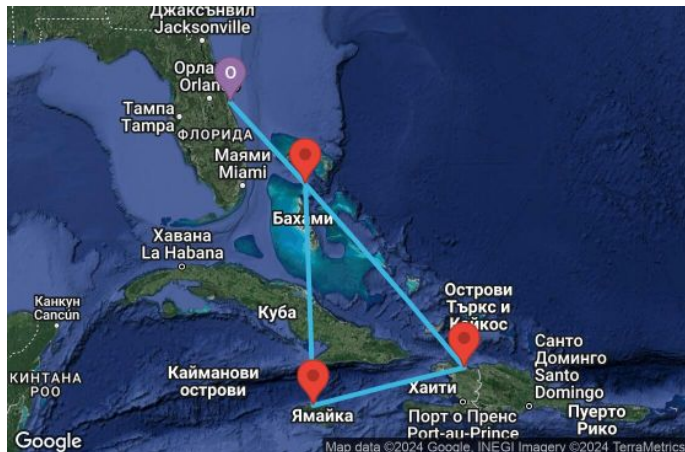 Джаксънвил
Jacksonville
Орла
Orlando
O
Тампа
Tampa
ФЛОРИДА
Маями
Miami
Бахами
Хавана
La Habana
Канкун
Cancún
Куба
Острови
Търкс и
Кайкос
КИНТАНА
РОО
Кайманови
острови
Ямайка
Хаити
Порт о Пренс
Port-au-Prince
Санто
Доминго
Santo
Domingo
Пуерто
Рико
Google
Map data ©2024 Google, INEGI Imagery ©2024 TerraMetrics